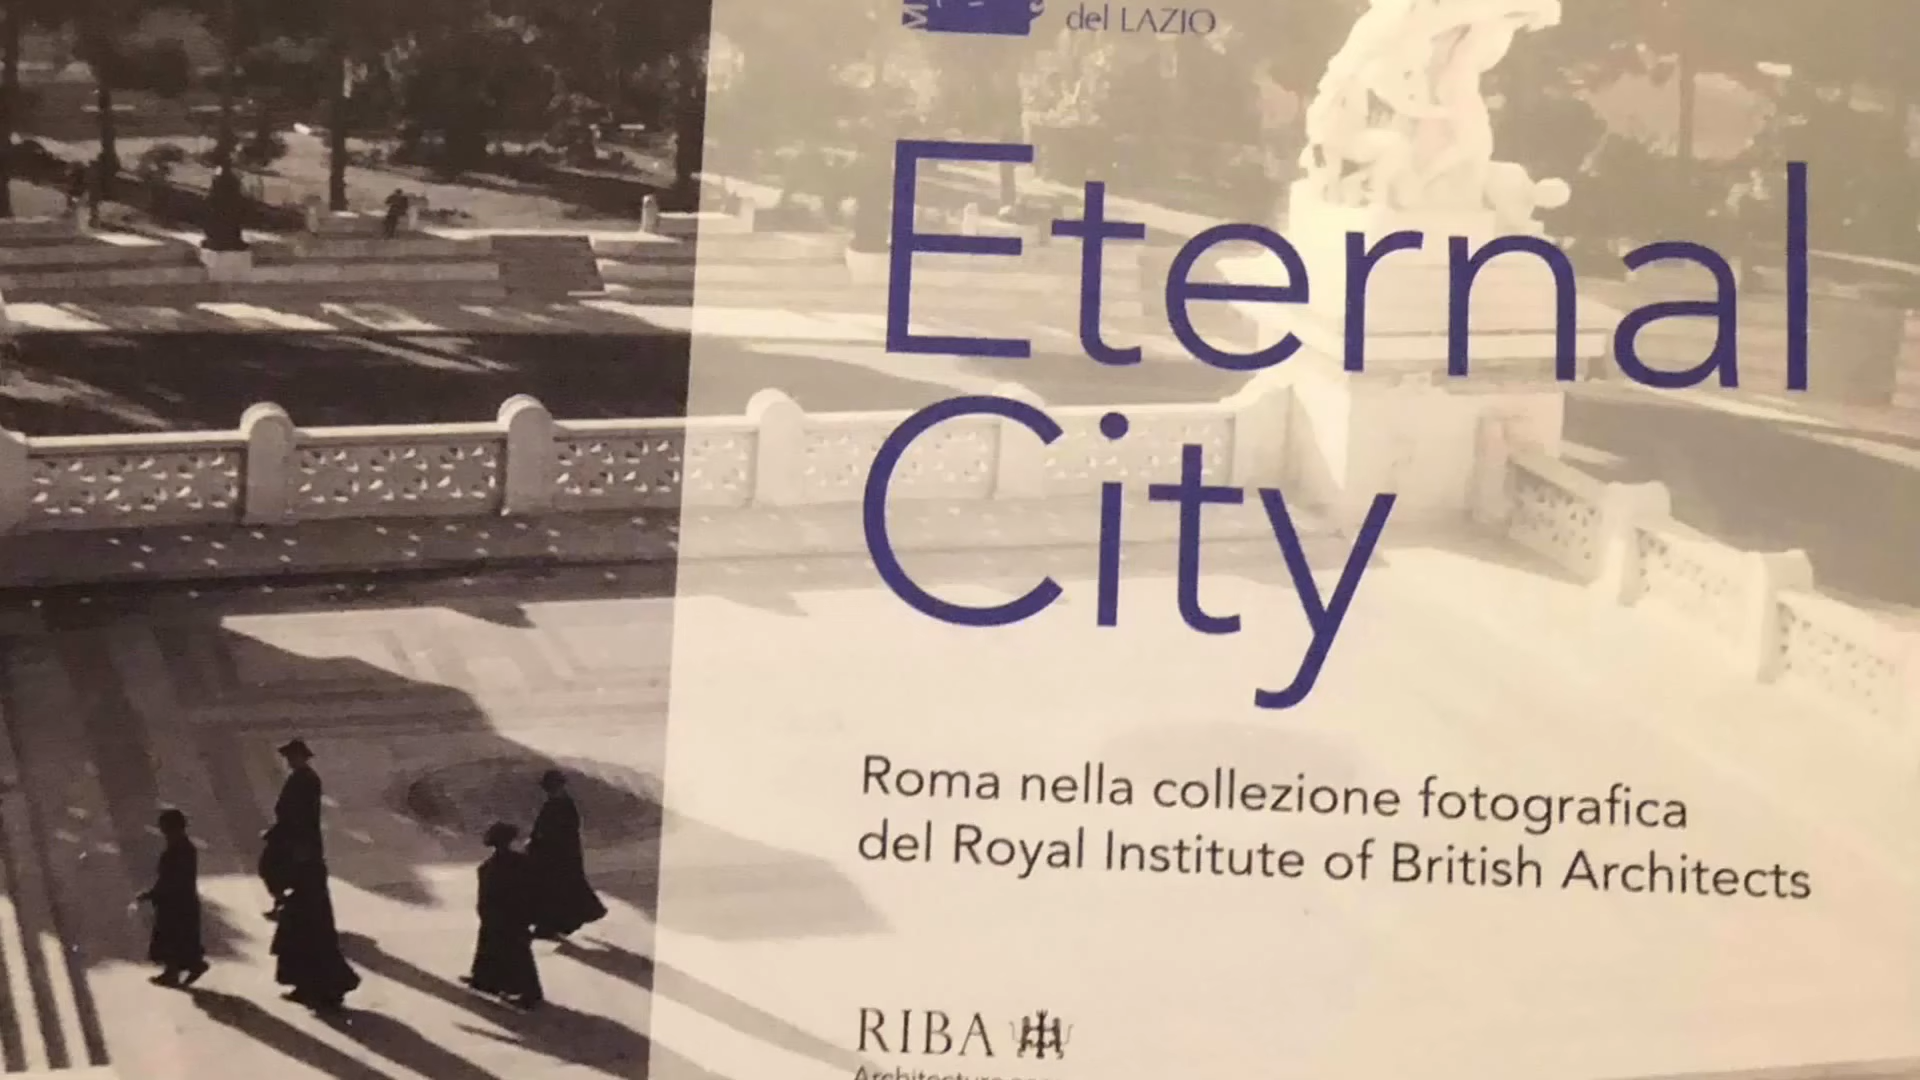 del LAZIO
Eternal
City
Roma nella collezione fotografica
del Royal Institute of British Architects
RIBA